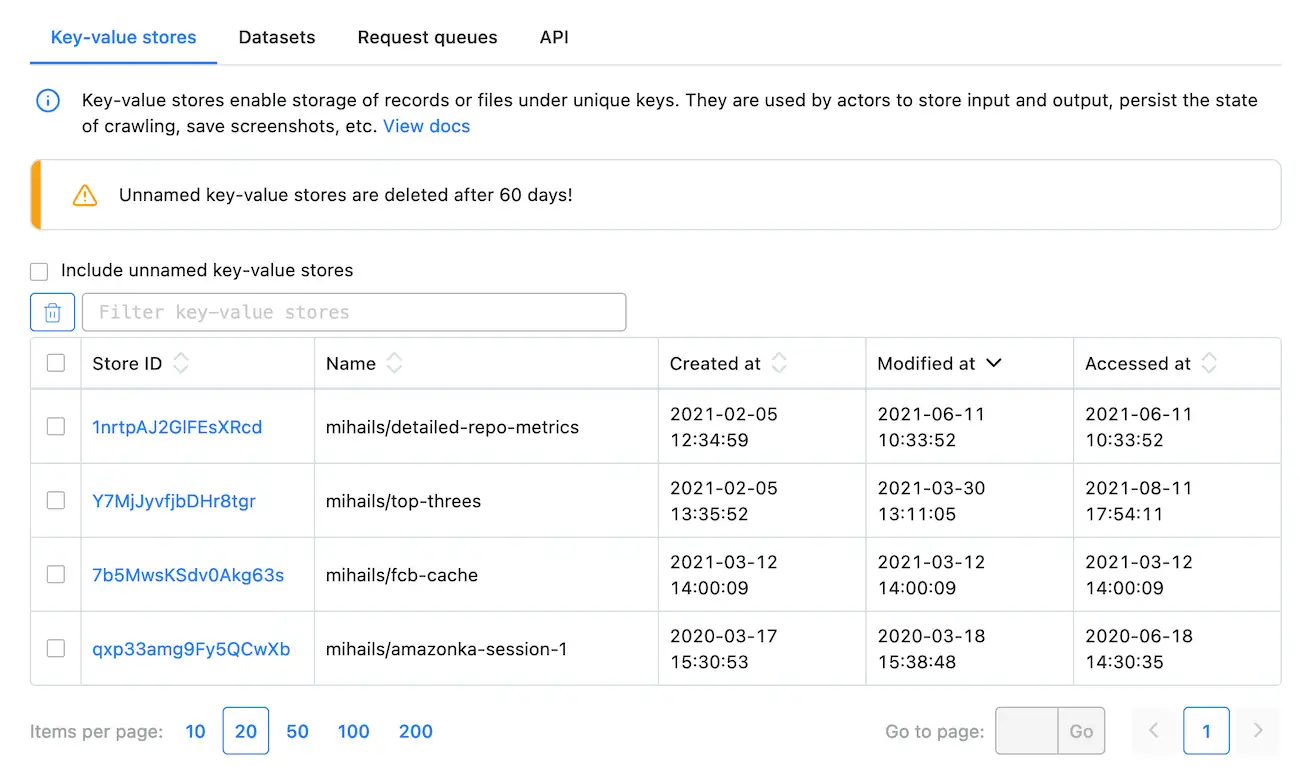 Key-value stores Datasets Request queues API
Key-value stores enable storage of records or files under unique keys. They are used by actors to store input and output, persist the state
of crawling, save screenshots, etc. View docs
Unnamed key-value stores are deleted after 60 days!
Include unnamed key-value stores
Filter key-value stores
Store ID Name Created at Modified at Accessed at
1nrtpAJ2GlFEsXRcd mihails/detailed-repo-metrics 2021-02-05 12:34:59 2021-06-11 10:33:52 2021-06-11 10:33:52
Y7MjJyvfjbDHr8tgr mihails/top-threes 2021-02-05 13:35:52 2021-03-30 13:11:05 2021-08-11 17:54:11
7b5MwsKSdv0Akg63s mihails/fcb-cache 2021-03-12 14:00:09 2021-03-12 14:00:09 2021-03-12 14:00:09
qxp33amg9Fy5QCwXb mihails/amazonka-session-1 2020-03-17 15:30:53 2020-03-18 15:38:48 2020-06-18 14:30:35
Items per page: 10 20 50 100 200 Go to page: Go 1